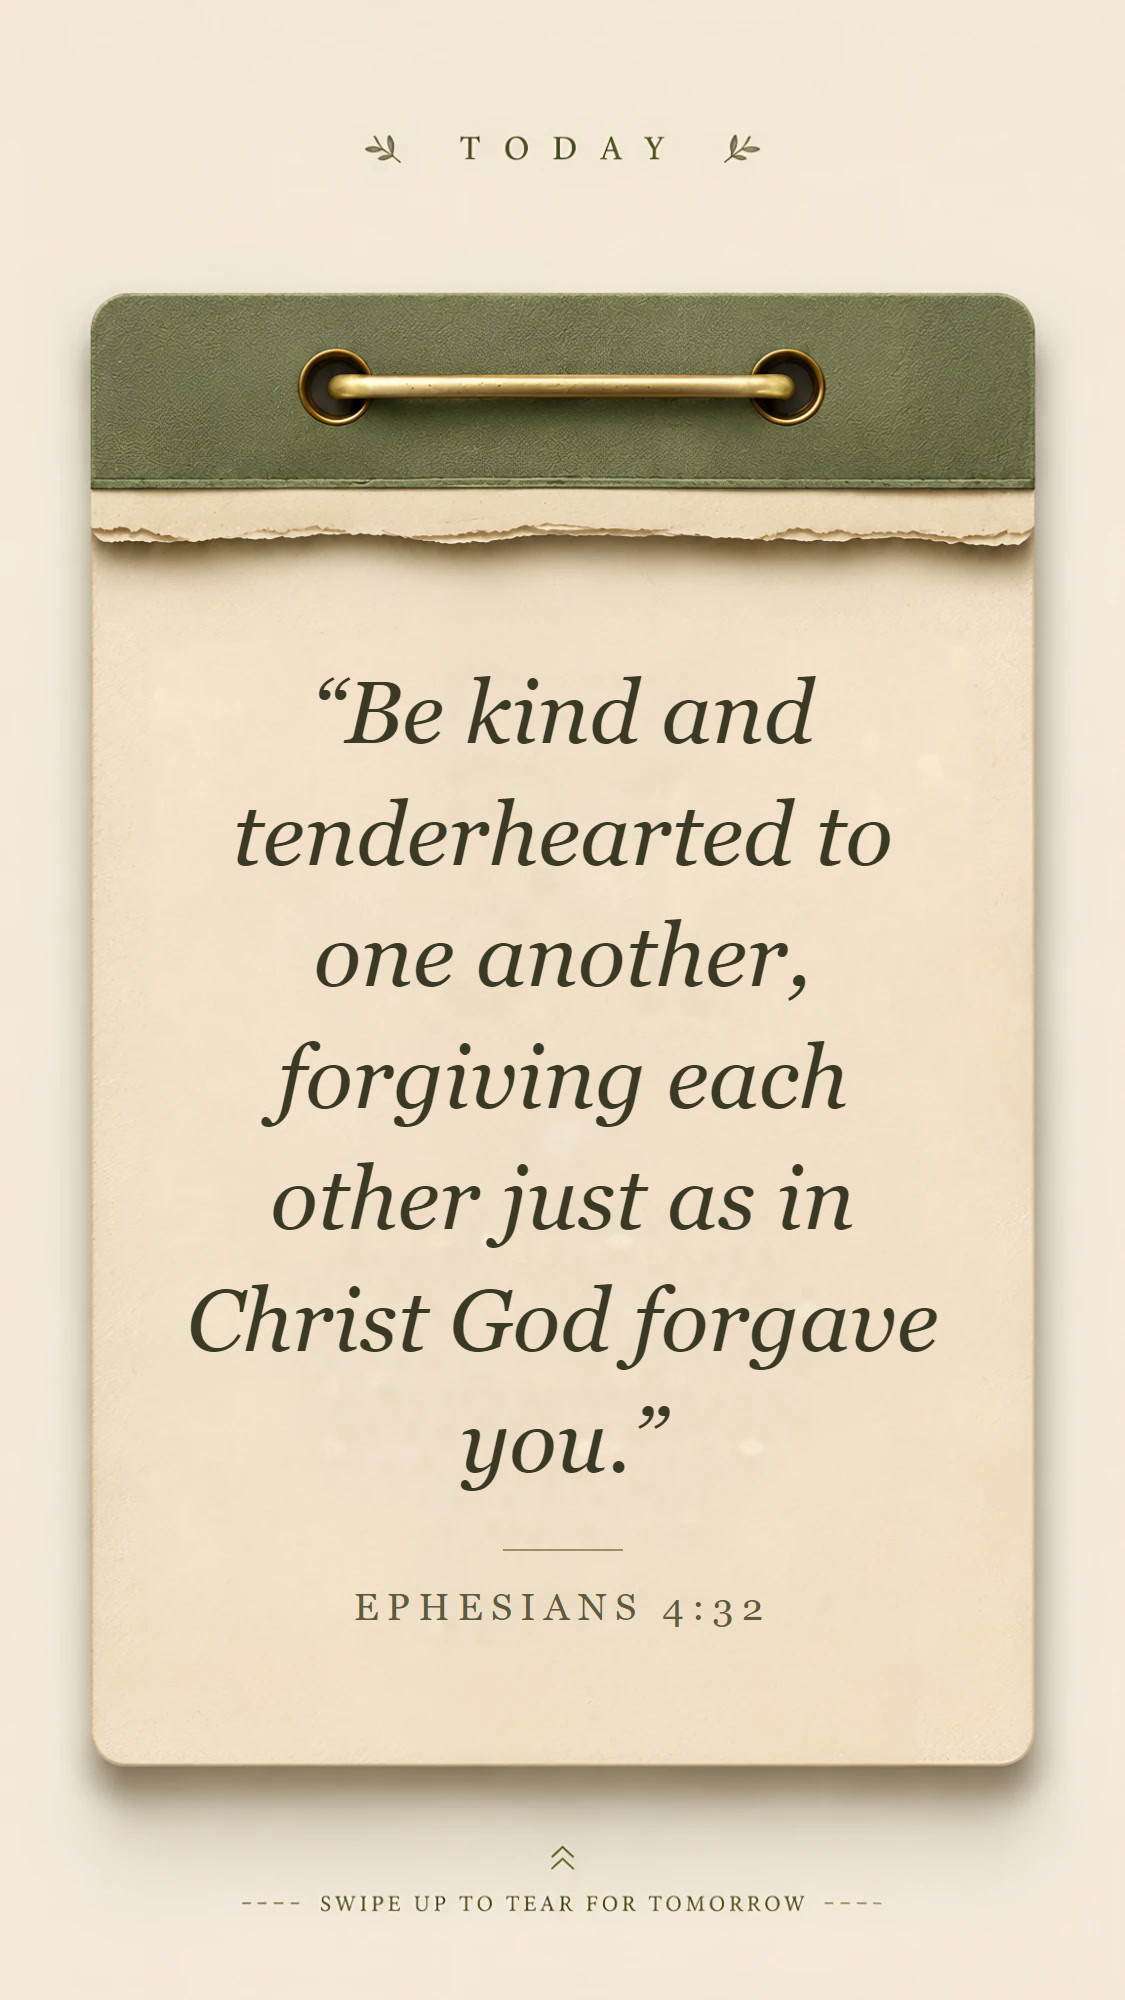 TODAY
“Be kind and
tenderhearted to
one another,
forgiving each
other just as in
Christ God forgave
you.”
EPHESIANS 4:32
SWIPE UP TO TEAR FOR TOMORROW